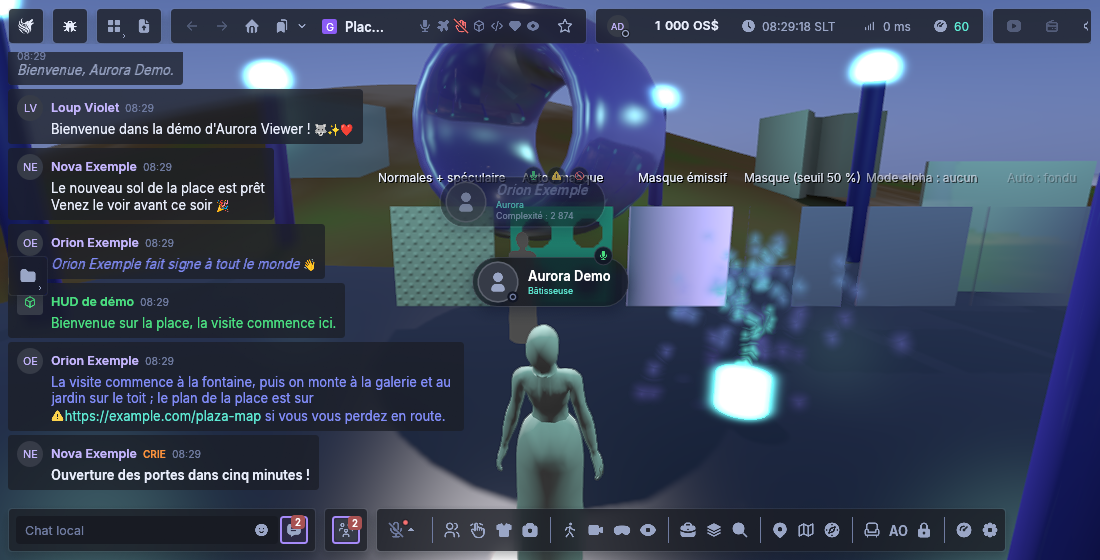 G Plac...
AD
1 000 OS$
08:29:18 SLT
0 ms
60
08:29
Bienvenue, Aurora Demo.
LV
Loup Violet 08:29
Bienvenue dans la démo d'Aurora Viewer ! 🐺✨❤️
NE
Nova Exemple 08:29
Le nouveau sol de la place est prêt
Venez le voir avant ce soir 🎉
OE
Orion Exemple 08:29
Orion Exemple fait signe à tout le monde 👋
HUD de démo 08:29
Bienvenue sur la place, la visite commence ici.
OE
Orion Exemple 08:29
La visite commence à la fontaine, puis on monte à la galerie et au
jardin sur le toit ; le plan de la place est sur
⚠️https://example.com/plaza-map si vous vous perdez en route.
NE
Nova Exemple CRIE 08:29
Ouverture des portes dans cinq minutes !
Normales + spéculaire
Masque émissif
Masque (seuil 50 %)
Mode alpha : aucun
Auto : fondu
Orion Exemple
Aurora
Complexité : 2 874
Aurora Demo
Bâtisseuse
Chat local
2
2
AO